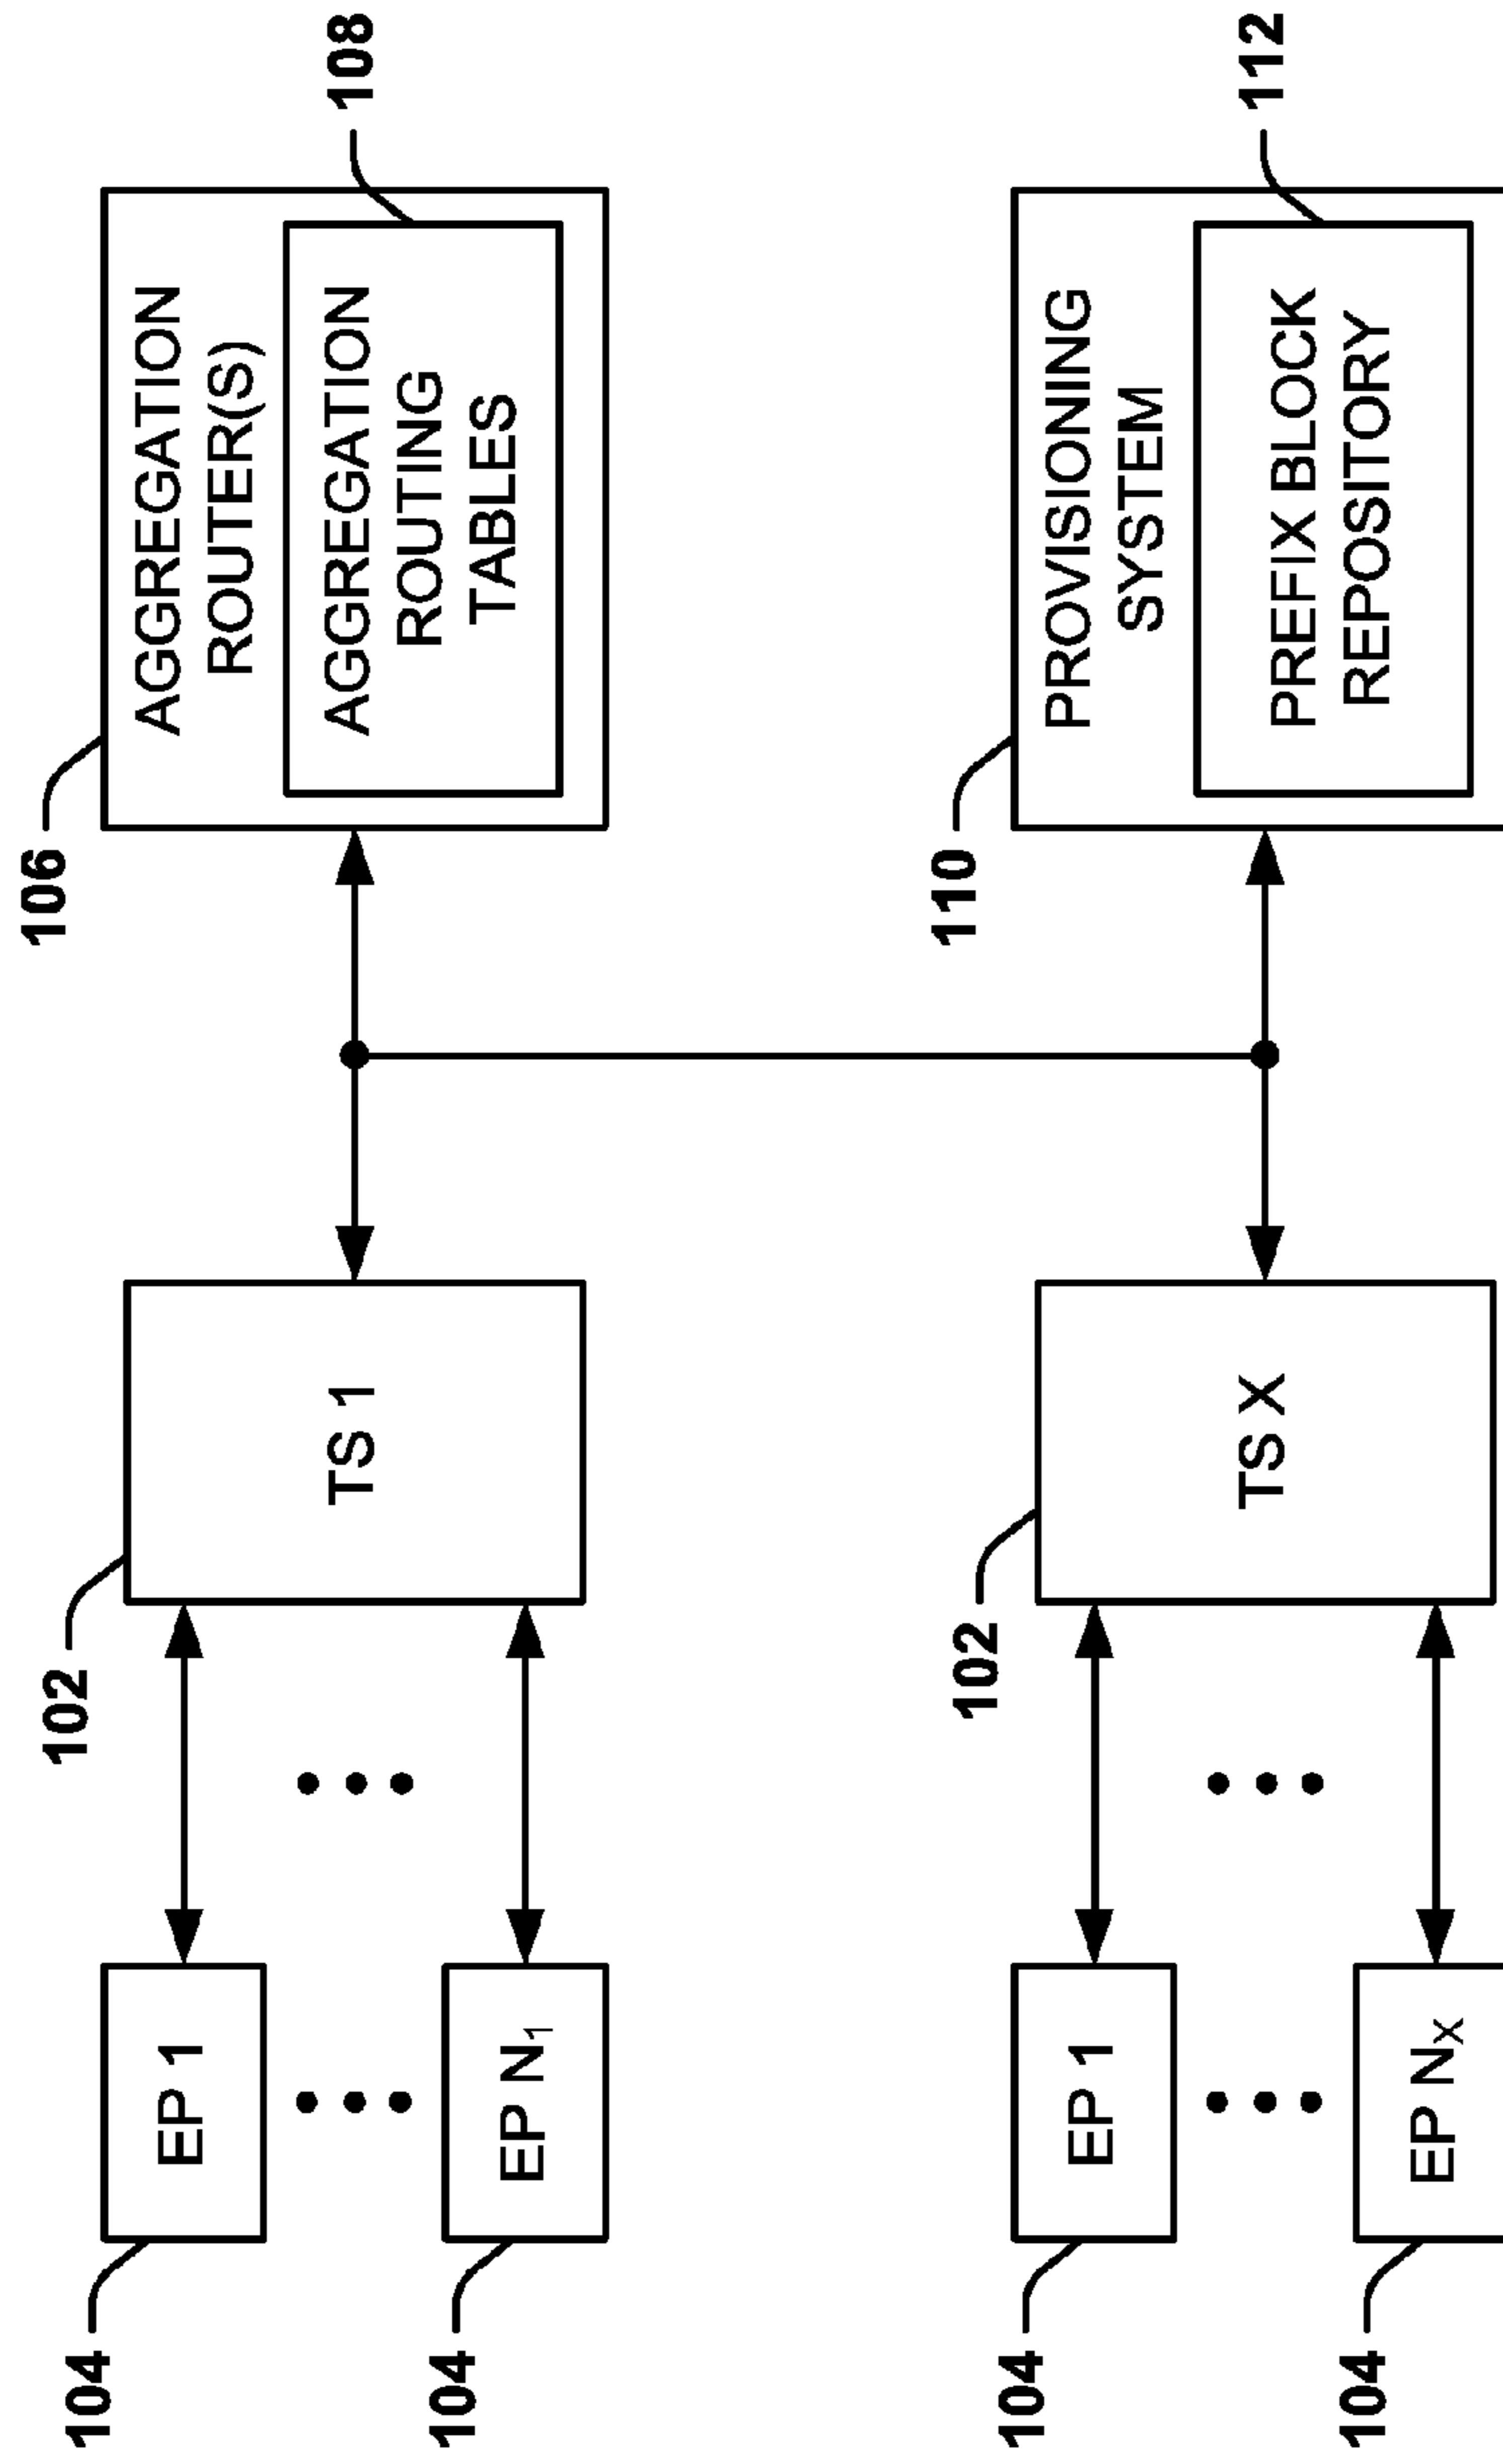 104
EP 1
104
EP N1
102
TS 1
106
AGGREGATION
ROUTER(S)
108
AGGREGATION
ROUTING
TABLES
104
EP 1
104
EP NX
102
TS X
110
PROVISIONING
SYSTEM
112
PREFIX BLOCK
REPOSITORY